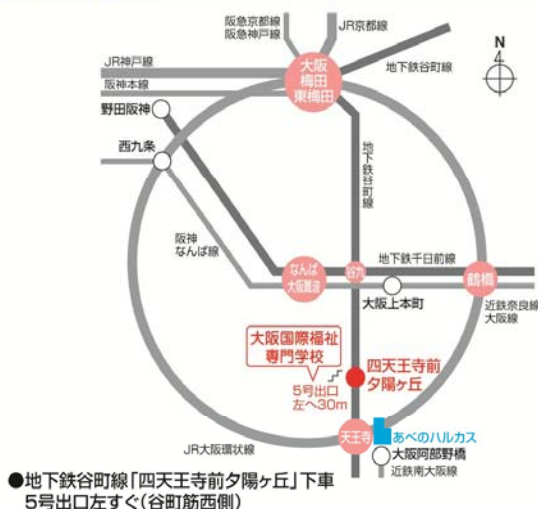 阪急京都線
阪急神戸線
JR京都線
N
JR神戸線
阪神本線
大阪
梅田
東梅田
地下鉄谷町線
野田阪神
西九条
地下鉄谷町線
阪神
なんば線
なんば
大阪難波
谷九
地下鉄千日前線
鶴橋
大阪上本町
近鉄奈良線
大阪線
大阪国際福祉
専門学校
四天王寺前
夕陽ヶ丘
5号出口
左へ30m
天王寺
あべのハルカス
JR大阪環状線
大阪阿部野橋
近鉄南大阪線
●地下鉄谷町線「四天王寺前夕陽ヶ丘」下車
5号出口左すぐ(谷町筋西側)